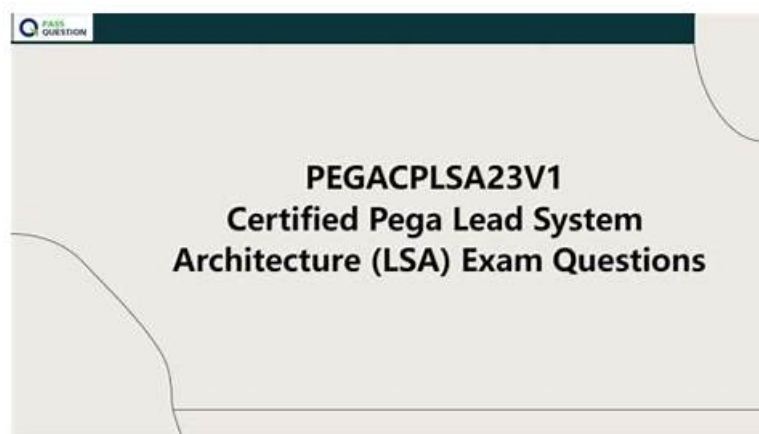 PASS
QUESTION
PEGACPLSA23V1
Certified Pega Lead System
Architecture (LSA) Exam Questions